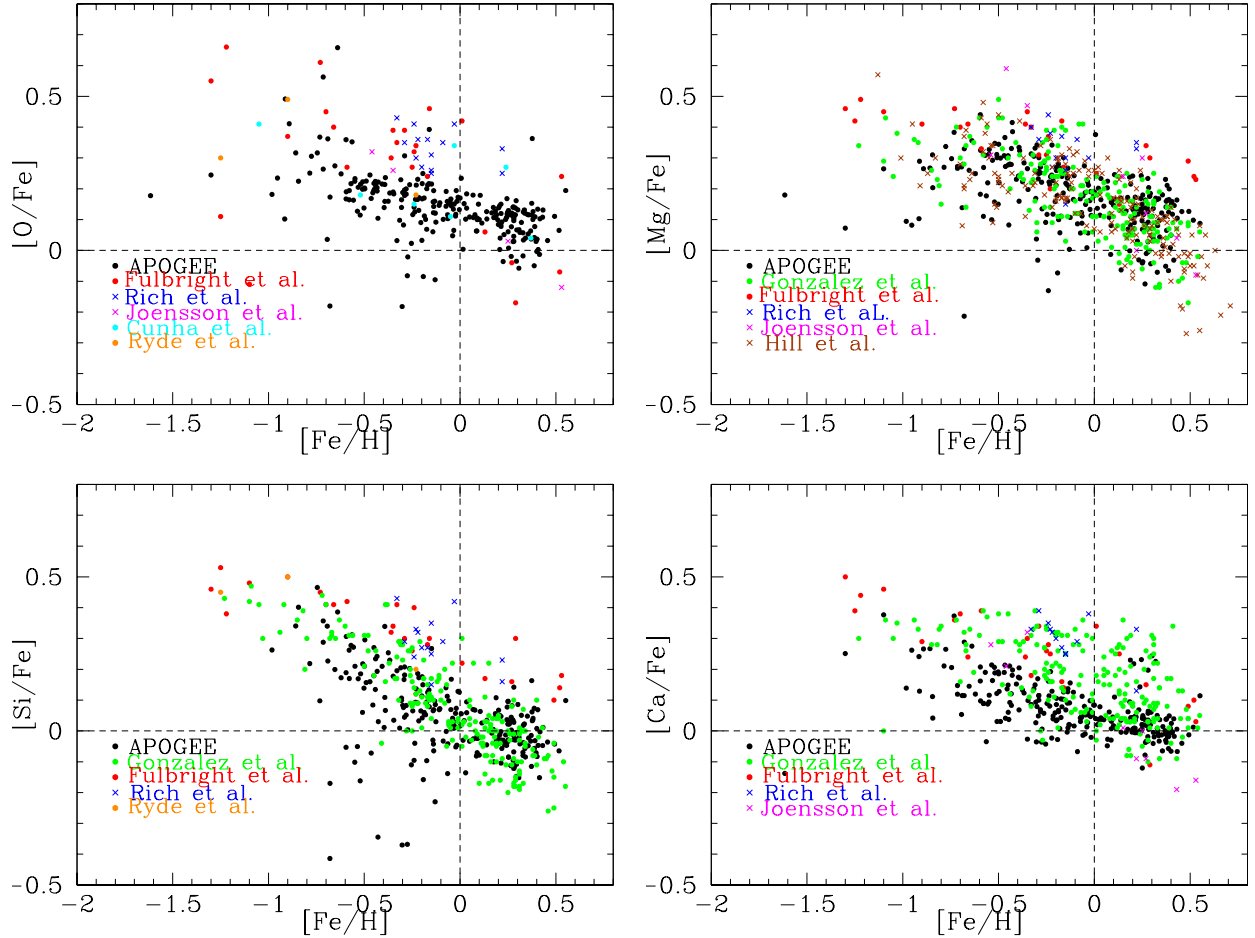 [O/Fe]
0.5
0
-0.5
APOGEE
Fulbright et al.
Rich et al.
Joensson et al.
Cunha et al.
Ryde et al.
-2 -1.5 -1 -0.5 0 0.5
[Fe/H]
[Mg/Fe]
0.5
0
-0.5
APOGEE
Gonzalez et al.
Fulbright et al.
Rich et aL.
Joensson et al.
Hill et al.
-2 -1.5 -1 -0.5 0 0.5
[Fe/H]
[Si/Fe]
0.5
0
-0.5
APOGEE
Gonzalez et al.
Fulbright et al.
Rich et al.
Ryde et al.
-2 -1.5 -1 -0.5 0 0.5
[Fe/H]
[Ca/Fe]
0.5
0
-0.5
APOGEE
Gonzalez et al.
Fulbright et al.
Rich et al.
Joensson et al.
-2 -1.5 -1 -0.5 0 0.5
[Fe/H]